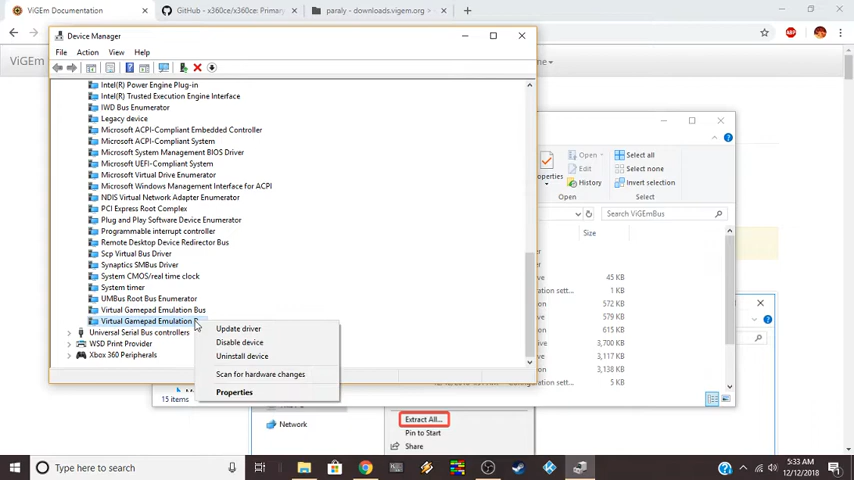 ViGEm Documentation
GitHub - x360ce/x360ce: Primary
paraly - downloads.vigem.org
ViGEm
me
Device Manager
File Action View Help
Intel(R) Power Engine Plug-in
Intel(R) Trusted Execution Engine Interface
IWD Bus Enumerator
Legacy device
Microsoft ACPI-Compliant Embedded Controller
Microsoft ACPI-Compliant System
Microsoft System Management BIOS Driver
Microsoft UEFI-Compliant System
Microsoft Virtual Drive Enumerator
Microsoft Windows Management Interface for ACPI
NDIS Virtual Network Adapter Enumerator
PCI Express Root Complex
Plug and Play Software Device Enumerator
Programmable interrupt controller
Remote Desktop Device Redirector Bus
Scp Virtual Bus Driver
Synaptics SMBus Driver
System CMOS/real time clock
System timer
UMBus Root Bus Enumerator
Virtual Gamepad Emulation Bus
Virtual Gamepad Emulation
Universal Serial Bus controllers
WSD Print Provider
Xbox 360 Peripherals
Update driver
Disable device
Uninstall device
Scan for hardware changes
Properties
operties
Open
Edit
History
Open
Select all
Select none
Invert selection
Select
Search ViGEmBus
Size
45 KB
ration sett...
1 KB
572 KB
314 KB
3,700 KB
3,117 KB
3,138 KB
5 KB
15 items
Network
Extract All...
Pin to Start
Share
Type here to search
5:33 AM
12/12/2018